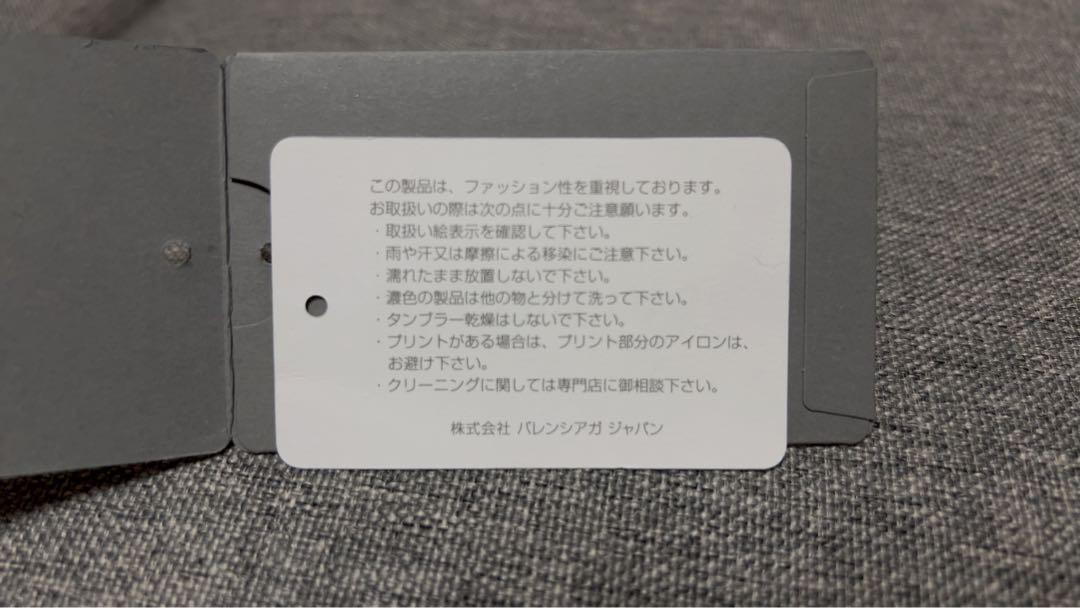 この製品は、ファッション性を重視しております。
お取扱いの際は次の点に十分ご注意願います。
・取扱い絵表示を確認して下さい。
・雨や汗又は摩擦による移染にご注意下さい。
・濡れたまま放置しないで下さい。
・濃色の製品は他の物と分けて洗って下さい。
・タンブラー乾燥はしないで下さい。
・プリントがある場合は、プリント部分のアイロンは、
お避け下さい。
・クリーニングに関しては専門店に御相談下さい。
株式会社 バレンシアガ ジャパン